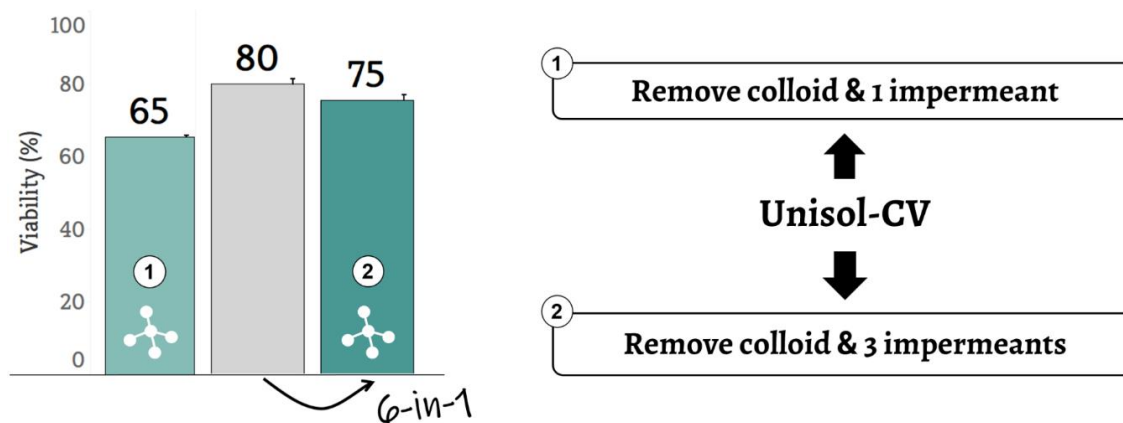 100
80
60
40
20
0
Viability (%)
65
80
75
1
2
6-in-1
1
Remove colloid & 1 impermeant
Unisol-CV
2
Remove colloid & 3 impermeants